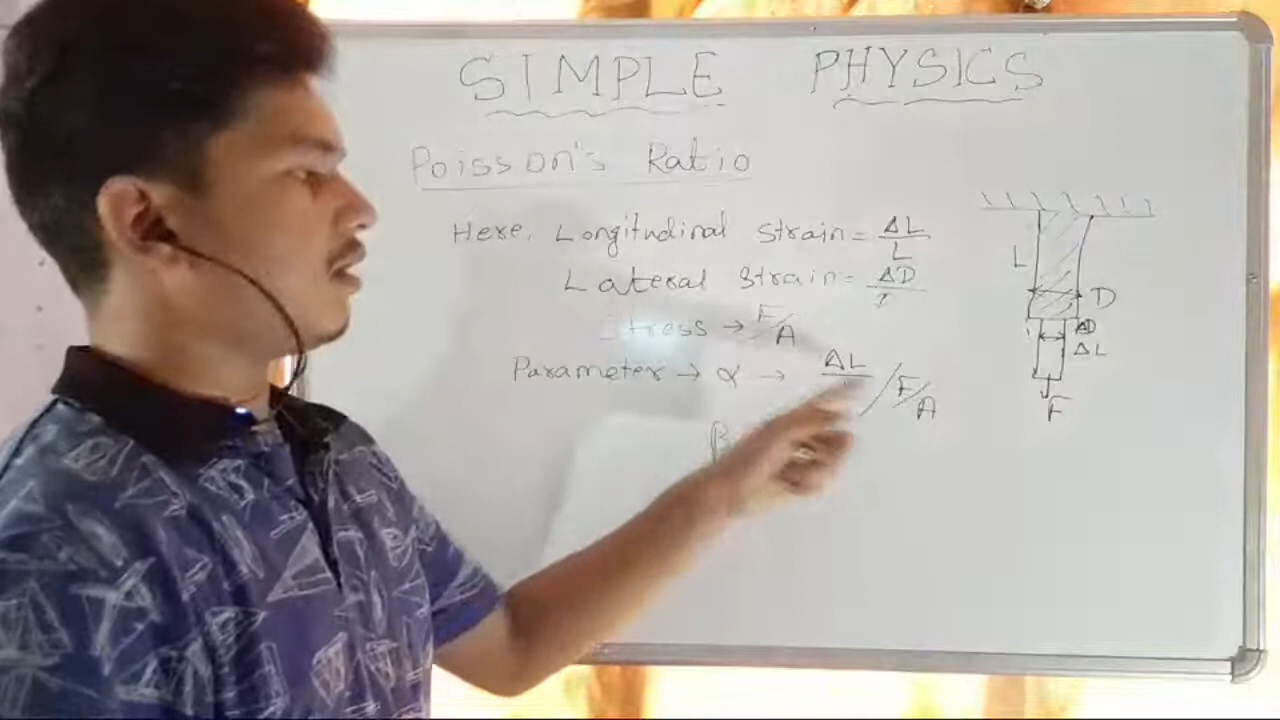 SIMPLE PHYSICS
Poisson's Ratio
Here, Longitudinal strain = ΔL/L
Lateral strain = ΔD/
Stress → F/A
Parameter → α → ΔL / F/A
β
L
D
ΔD
ΔL
F